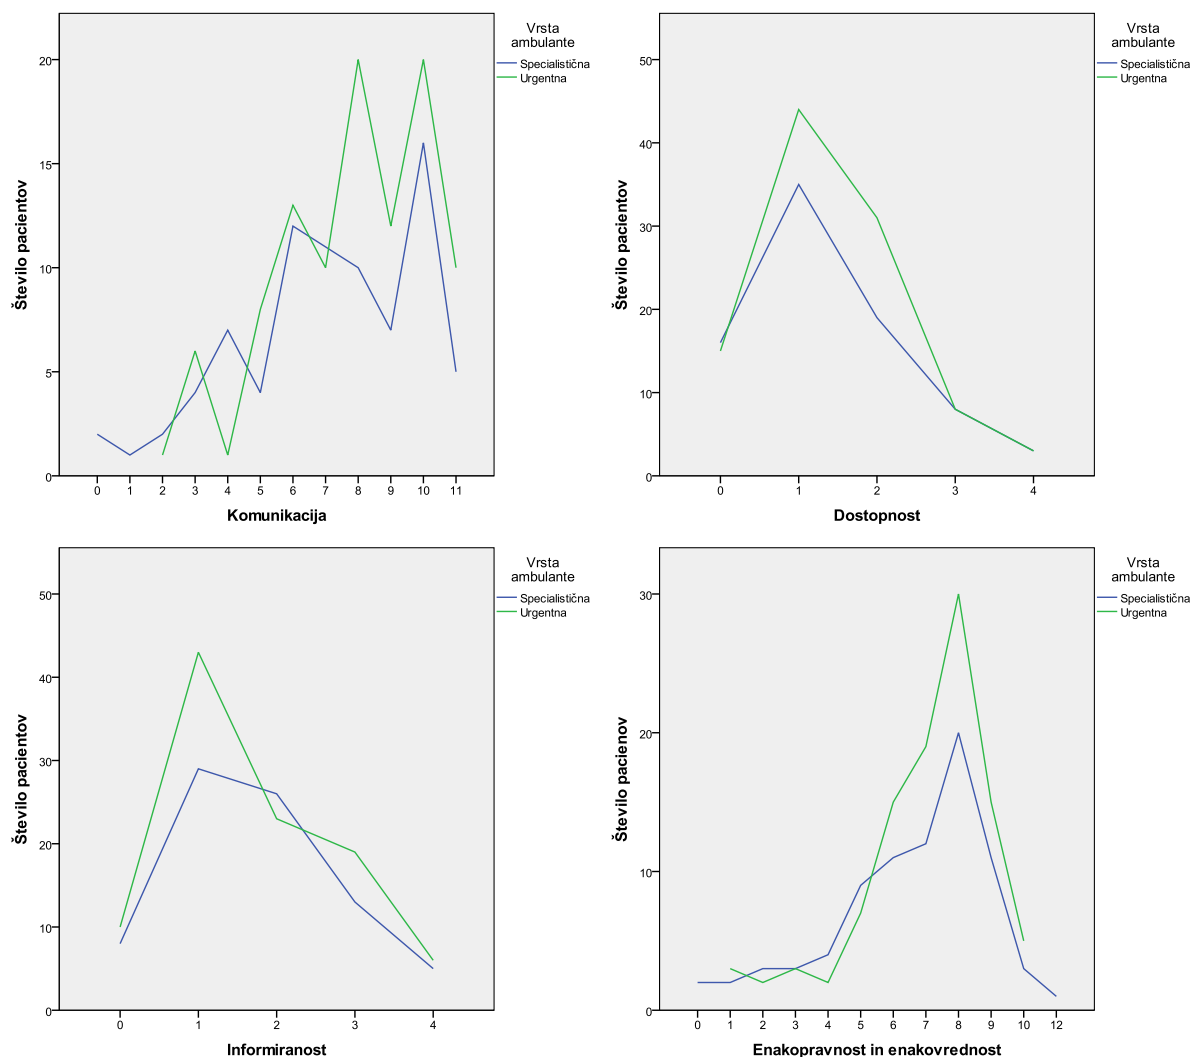 Vrsta
ambulante
Specialistična
Urgentna
20
15
10
5
0
Število pacientov
0 1 2 3 4 5 6 7 8 9 10 11
Komunikacija
Vrsta
ambulante
Specialistična
Urgentna
50
40
30
20
10
0
Število pacientov
0 1 2 3 4
Dostopnost
Vrsta
ambulante
Specialistična
Urgentna
50
40
30
20
10
0
Število pacientov
0 1 2 3 4
Informiranost
Vrsta
ambulante
Specialistična
Urgentna
30
20
10
0
Število pacienov
0 1 2 3 4 5 6 7 8 9 10 12
Enakopravnost in enakovrednost